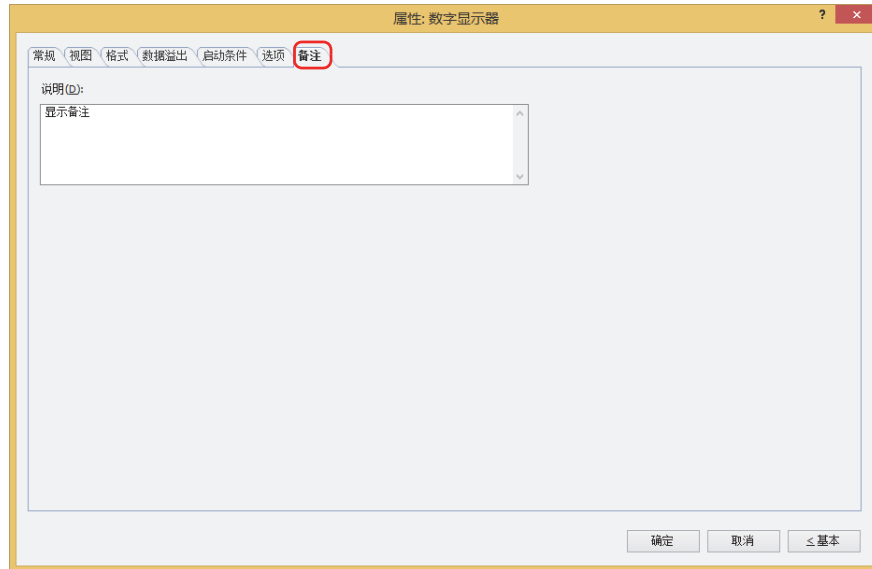 属性: 数字显示器
? ×
常规 视图 格式 数据溢出 启动条件 选项 备注
说明(D):
显示备注
确定 取消 < 基本